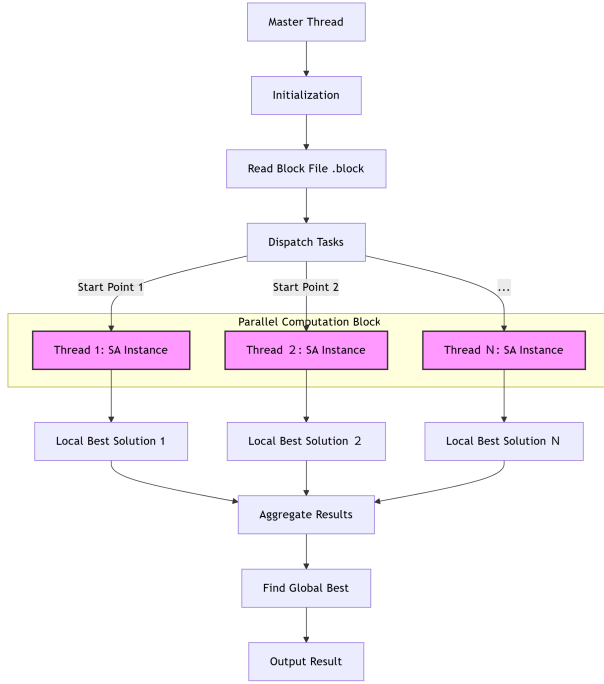 Master Thread
Initialization
Read Block File .block
Dispatch Tasks
Start Point 1
Start Point 2
...
Parallel Computation Block
Thread 1: SA Instance
Thread 2: SA Instance
Thread N: SA Instance
Local Best Solution 1
Local Best Solution 2
Local Best Solution N
Aggregate Results
Find Global Best
Output Result